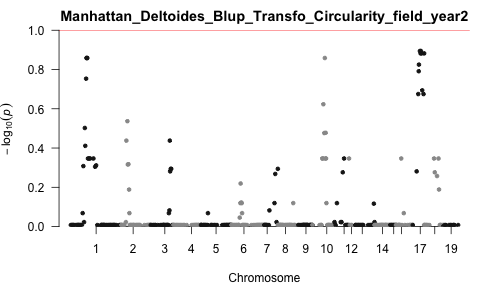 Manhattan_Deltoides_Blup_Transfo_Circularity_field_year2
1.0
0.8
0.6
0.4
0.2
0.0
− log10(p)
1 2 3 4 5 6 7 8 9 10 12 14 17 19
Chromosome